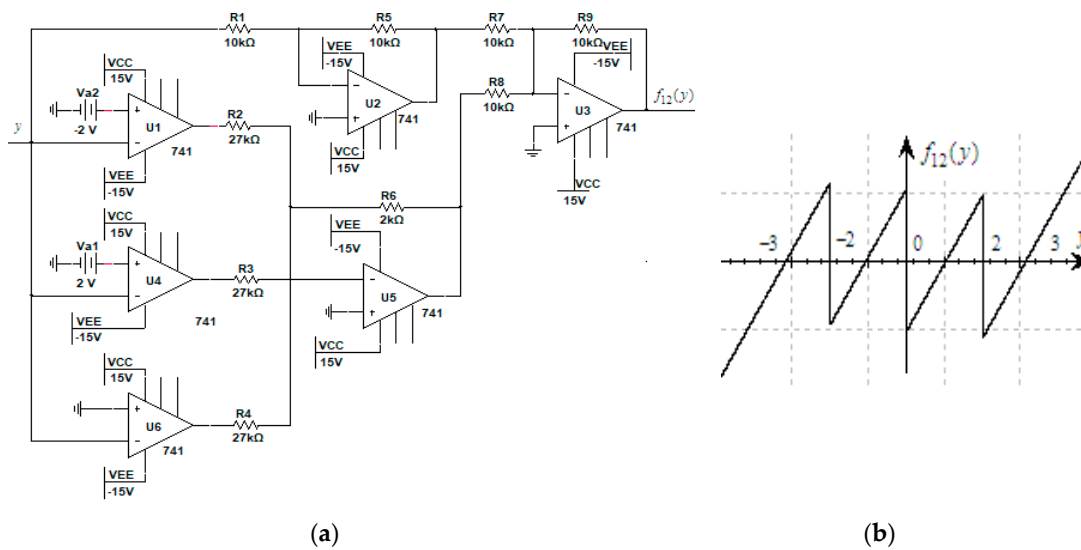 R1
10kΩ
R5
10kΩ
R7
10kΩ
R9
10kΩ
VEE
-15V
VEE
-15V
VCC
15V
Va2
-2 V
U1
741
VEE
-15V
R2
27kΩ
U2
741
VCC
15V
R8
10kΩ
U3
741
VCC
15V
f12(y)
y
VCC
15V
Va1
2 V
U4
741
VEE
-15V
R3
27kΩ
R6
2kΩ
VEE
-15V
U5
741
VCC
15V
VCC
15V
U6
741
VEE
-15V
R4
27kΩ
(a)
f12(y)
-3 -2 0 2 3
y
(b)